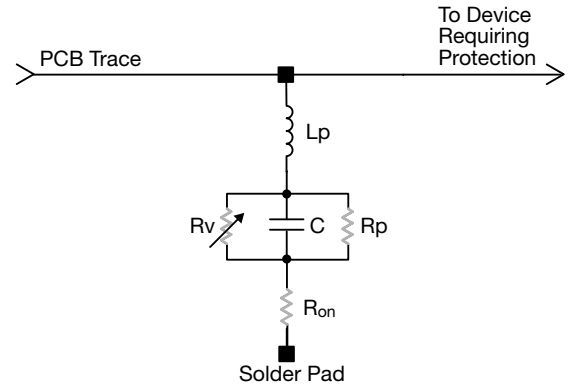 To Device
Requiring
Protection
PCB Trace
Lp
Rv
C
Rp
Ron
Solder Pad